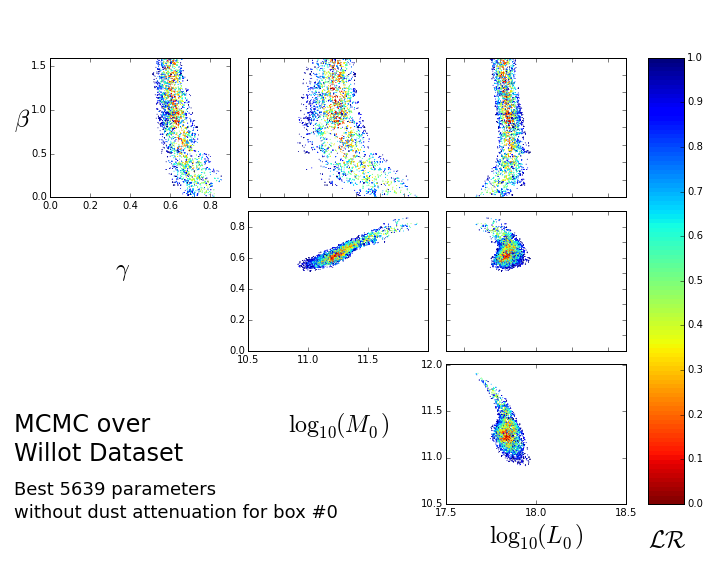 1.5
1.0
0.5
0.0
β
0.0 0.2 0.4 0.6 0.8
γ
0.8
0.6
0.4
0.2
0.0
10.5 11.0 11.5
log10(M0)
12.0
11.5
11.0
10.5
17.5 18.0 18.5
log10(L0)
1.0
0.9
0.8
0.7
0.6
0.5
0.4
0.3
0.2
0.1
0.0
ℒℛ
MCMC over
Willot Dataset
Best 5639 parameters
without dust attenuation for box #0